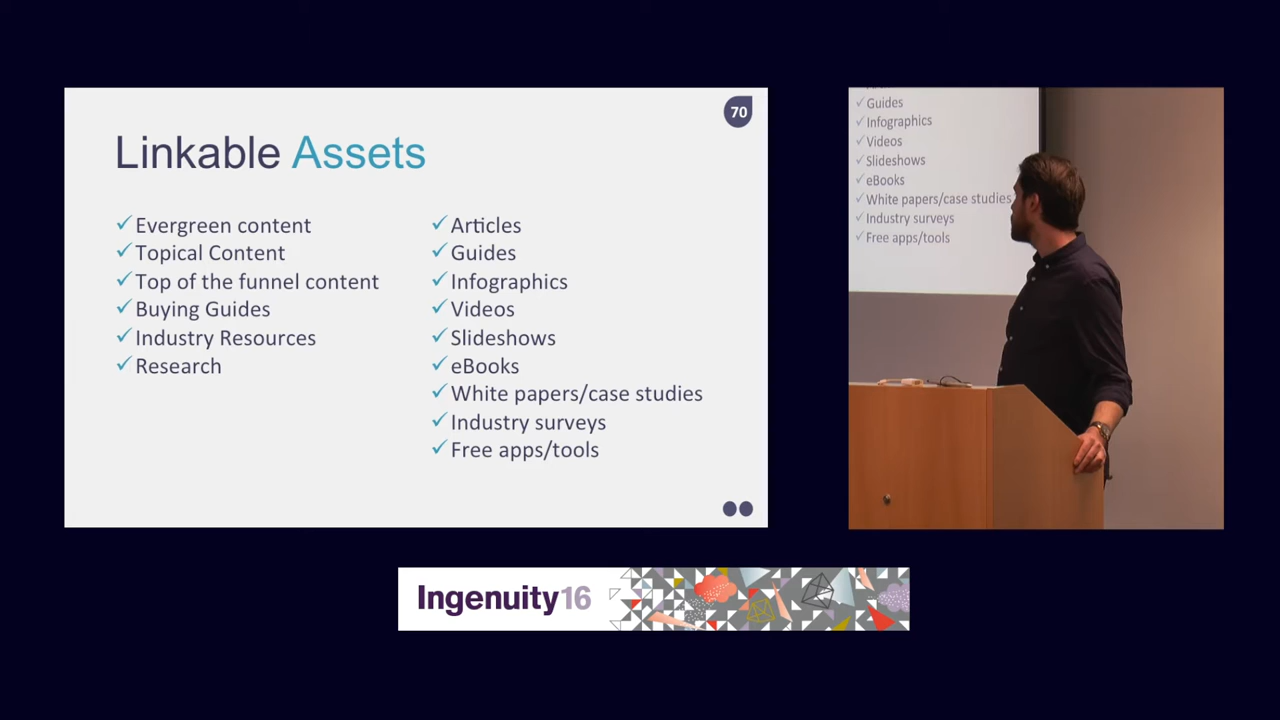 70
Linkable Assets
✓Evergreen content
✓Topical Content
✓Top of the funnel content
✓Buying Guides
✓Industry Resources
✓Research
✓Articles
✓Guides
✓Infographics
✓Videos
✓Slideshows
✓eBooks
✓White papers/case studies
✓Industry surveys
✓Free apps/tools
✓Guides
✓Infographics
✓Videos
✓Slideshows
✓eBooks
✓White papers/case studies
✓Industry surveys
✓Free apps/tools
Ingenuity16